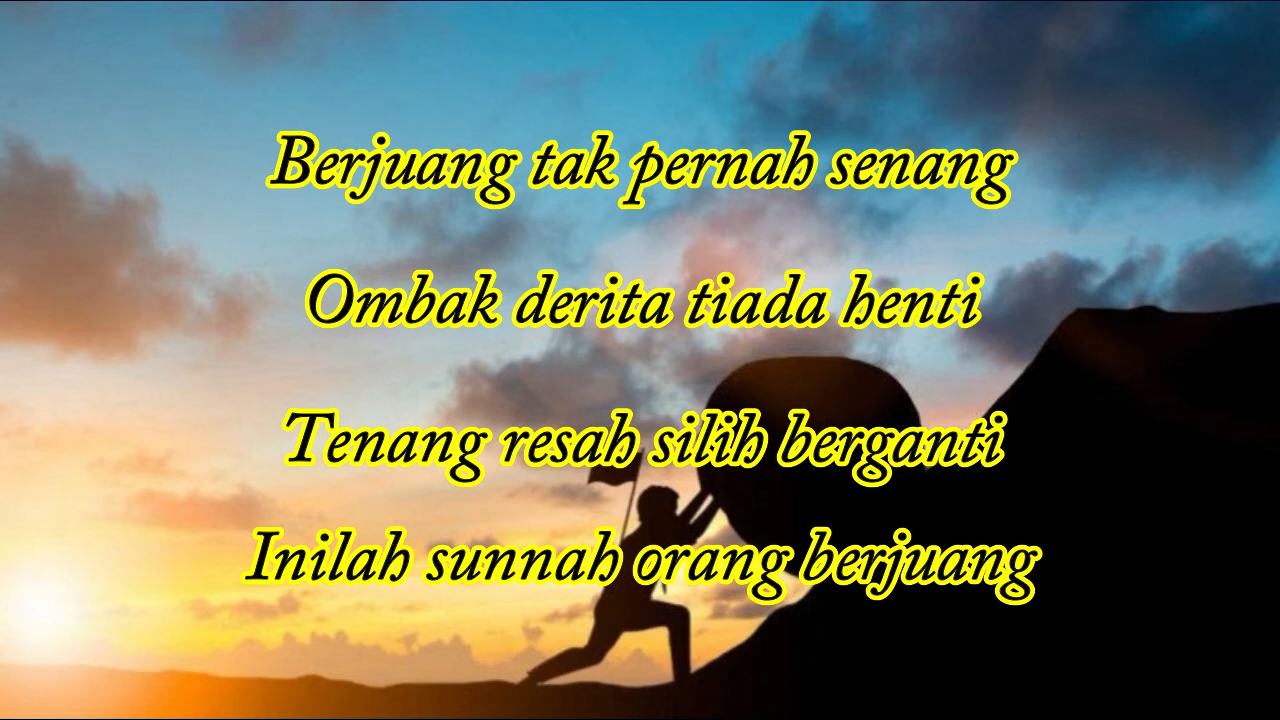 Berjuang tak pernah senang
Ombak derita tiada henti
Tenang resah silih berganti
Inilah sunnah orang berjuang